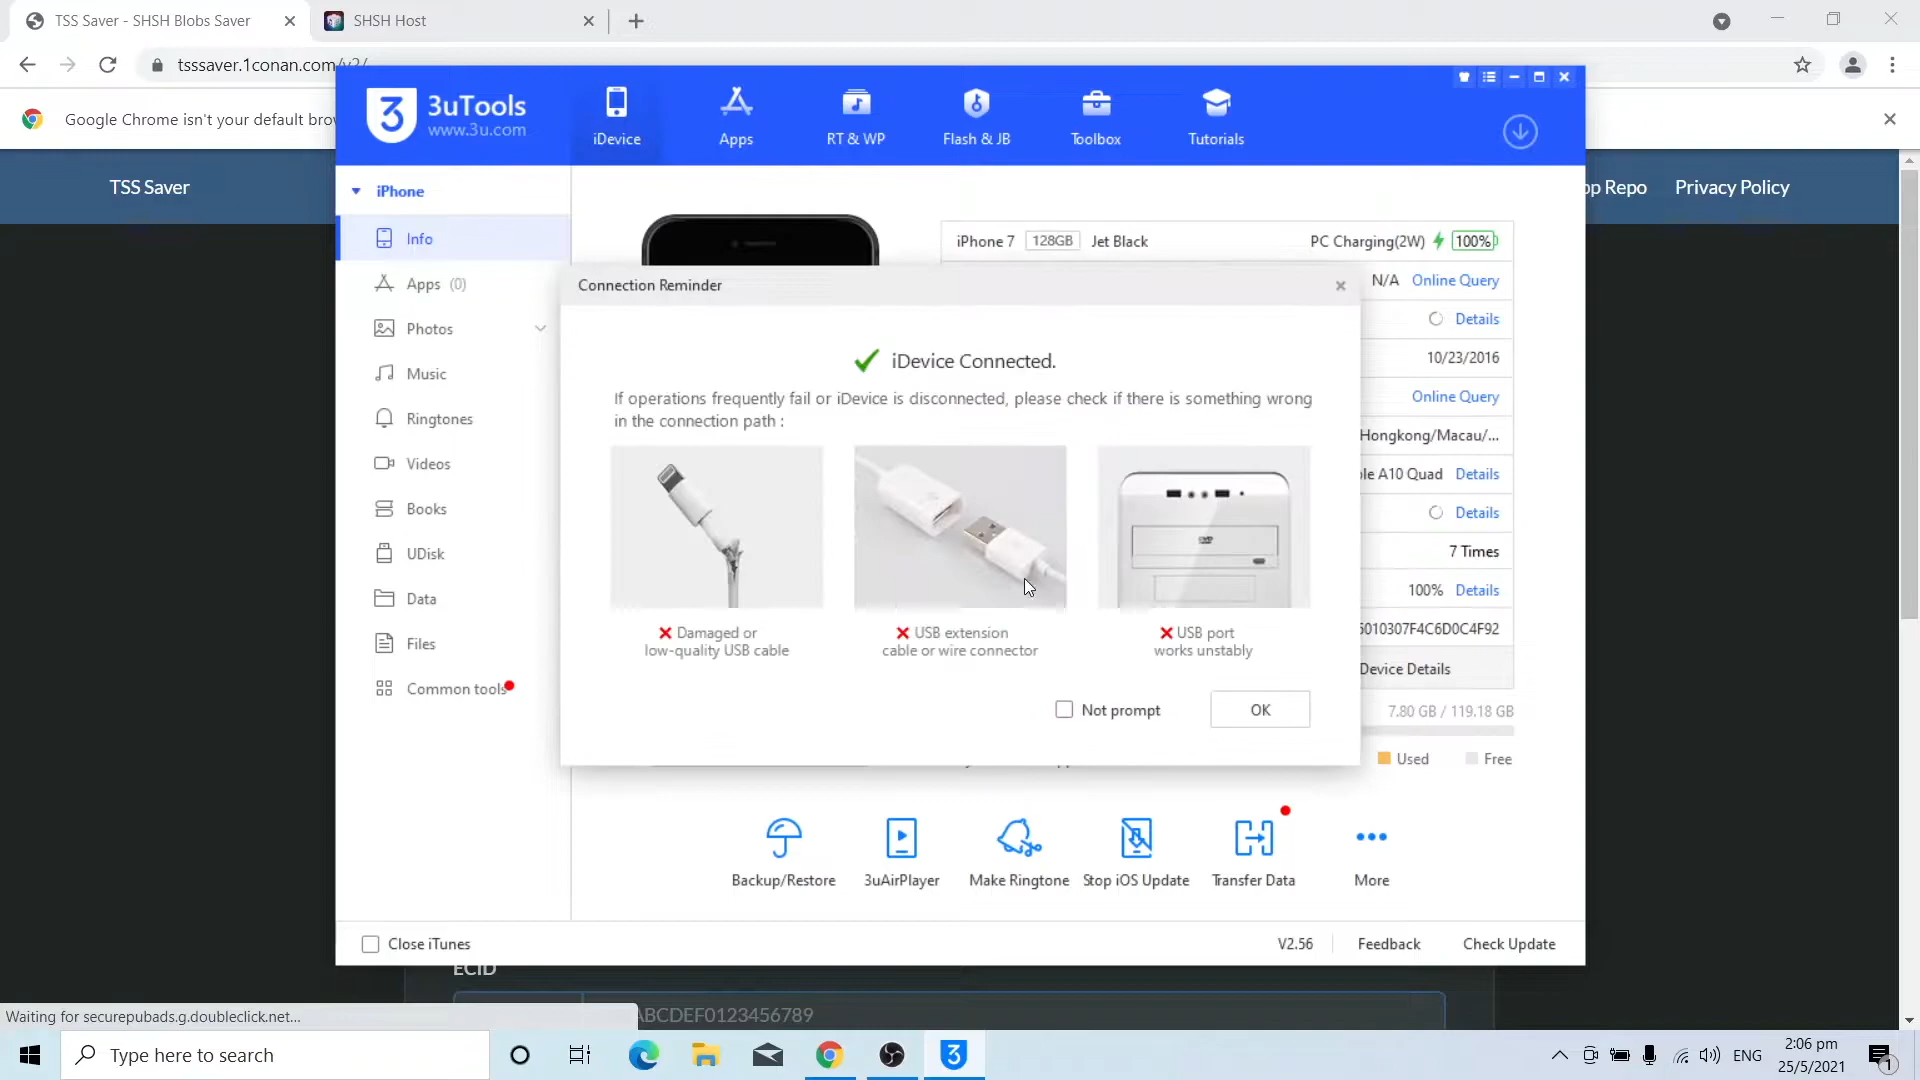 TSS Saver - SHSH Blobs Saver
SHSH Host
tsssaver.1conan.com/v2/
Google Chrome isn't your default brow
3uTools
www.3u.com
iDevice
Apps
RT & WP
Flash & JB
Toolbox
Tutorials
TSS Saver
pp Repo
Privacy Policy
iPhone
Info
Apps (0)
Photos
Music
Ringtones
Videos
Books
UDisk
Data
Files
Common tools
iPhone 7 128GB Jet Black
PC Charging(2W) 100%
N/A Online Query
Details
10/23/2016
Online Query
Hongkong/Macau/...
ple A10 Quad Details
Details
7 Times
100% Details
5010307F4C6D0C4F92
Device Details
7.80 GB / 119.18 GB
Used Free
Connection Reminder
iDevice Connected.
If operations frequently fail or iDevice is disconnected, please check if there is something wrong
in the connection path :
Damaged or
low-quality USB cable
USB extension
cable or wire connector
USB port
works unstably
Not prompt
OK
Backup/Restore
3uAirPlayer
Make Ringtone
Stop iOS Update
Transfer Data
More
Close iTunes
V2.56
Feedback
Check Update
ECID
ABCDEF0123456789
Waiting for securepubads.g.doubleclick.net...
Type here to search
ENG
2:06 pm
25/5/2021
1